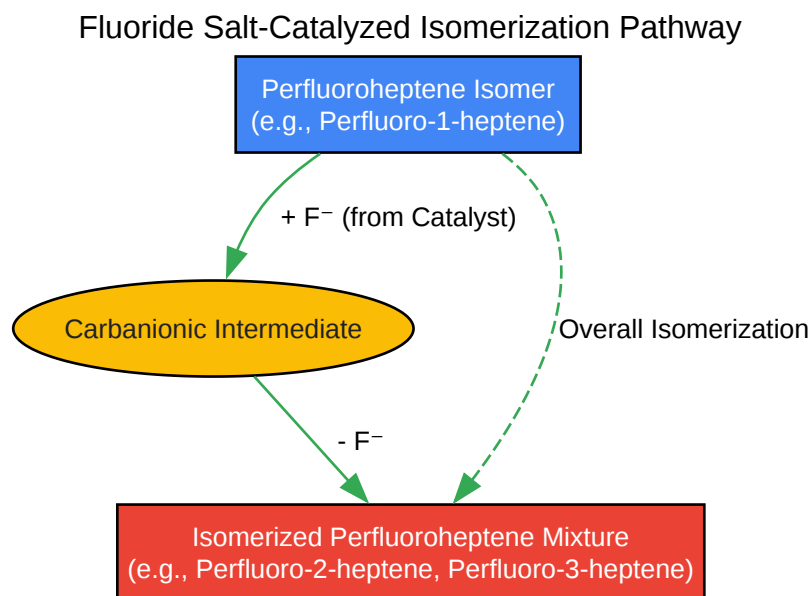 Fluoride Salt-Catalyzed Isomerization Pathway
Perfluoroheptene Isomer
(e.g., Perfluoro-1-heptene)
+ F⁻ (from Catalyst)
Carbanionic Intermediate
Overall Isomerization
- F⁻
Isomerized Perfluoroheptene Mixture
(e.g., Perfluoro-2-heptene, Perfluoro-3-heptene)